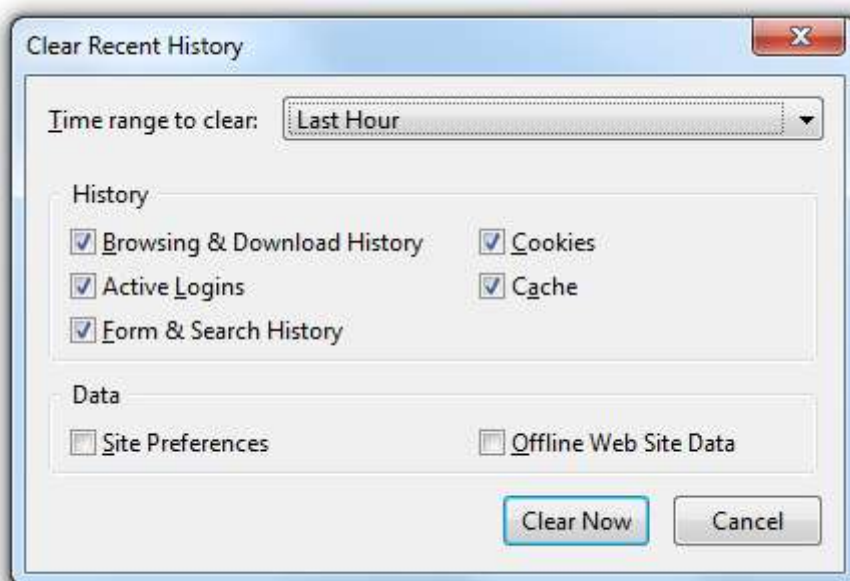 Clear Recent History
Time range to clear: Last Hour
History
Browsing & Download History Cookies
Active Logins Cache
Form & Search History
Data
Site Preferences Offline Web Site Data
Clear Now Cancel